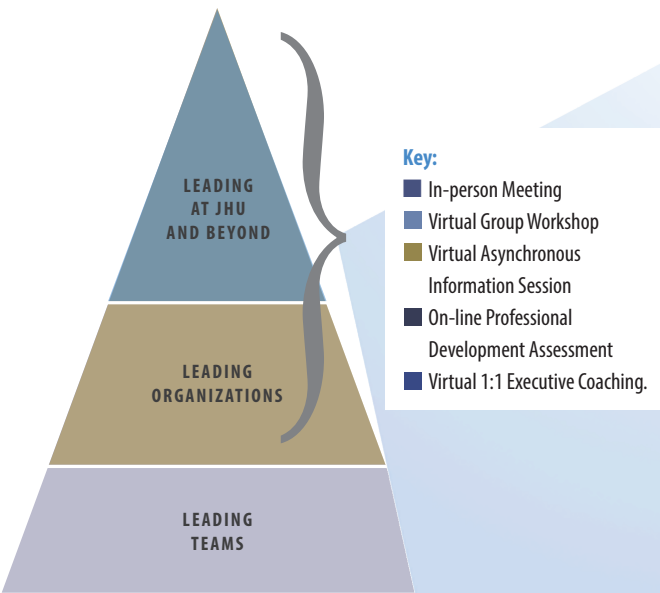 LEADING
AT JHU
AND BEYOND
LEADING
ORGANIZATIONS
LEADING
TEAMS
Key:
In-person Meeting
Virtual Group Workshop
Virtual Asynchronous
Information Session
On-line Professional
Development Assessment
Virtual 1:1 Executive Coaching.